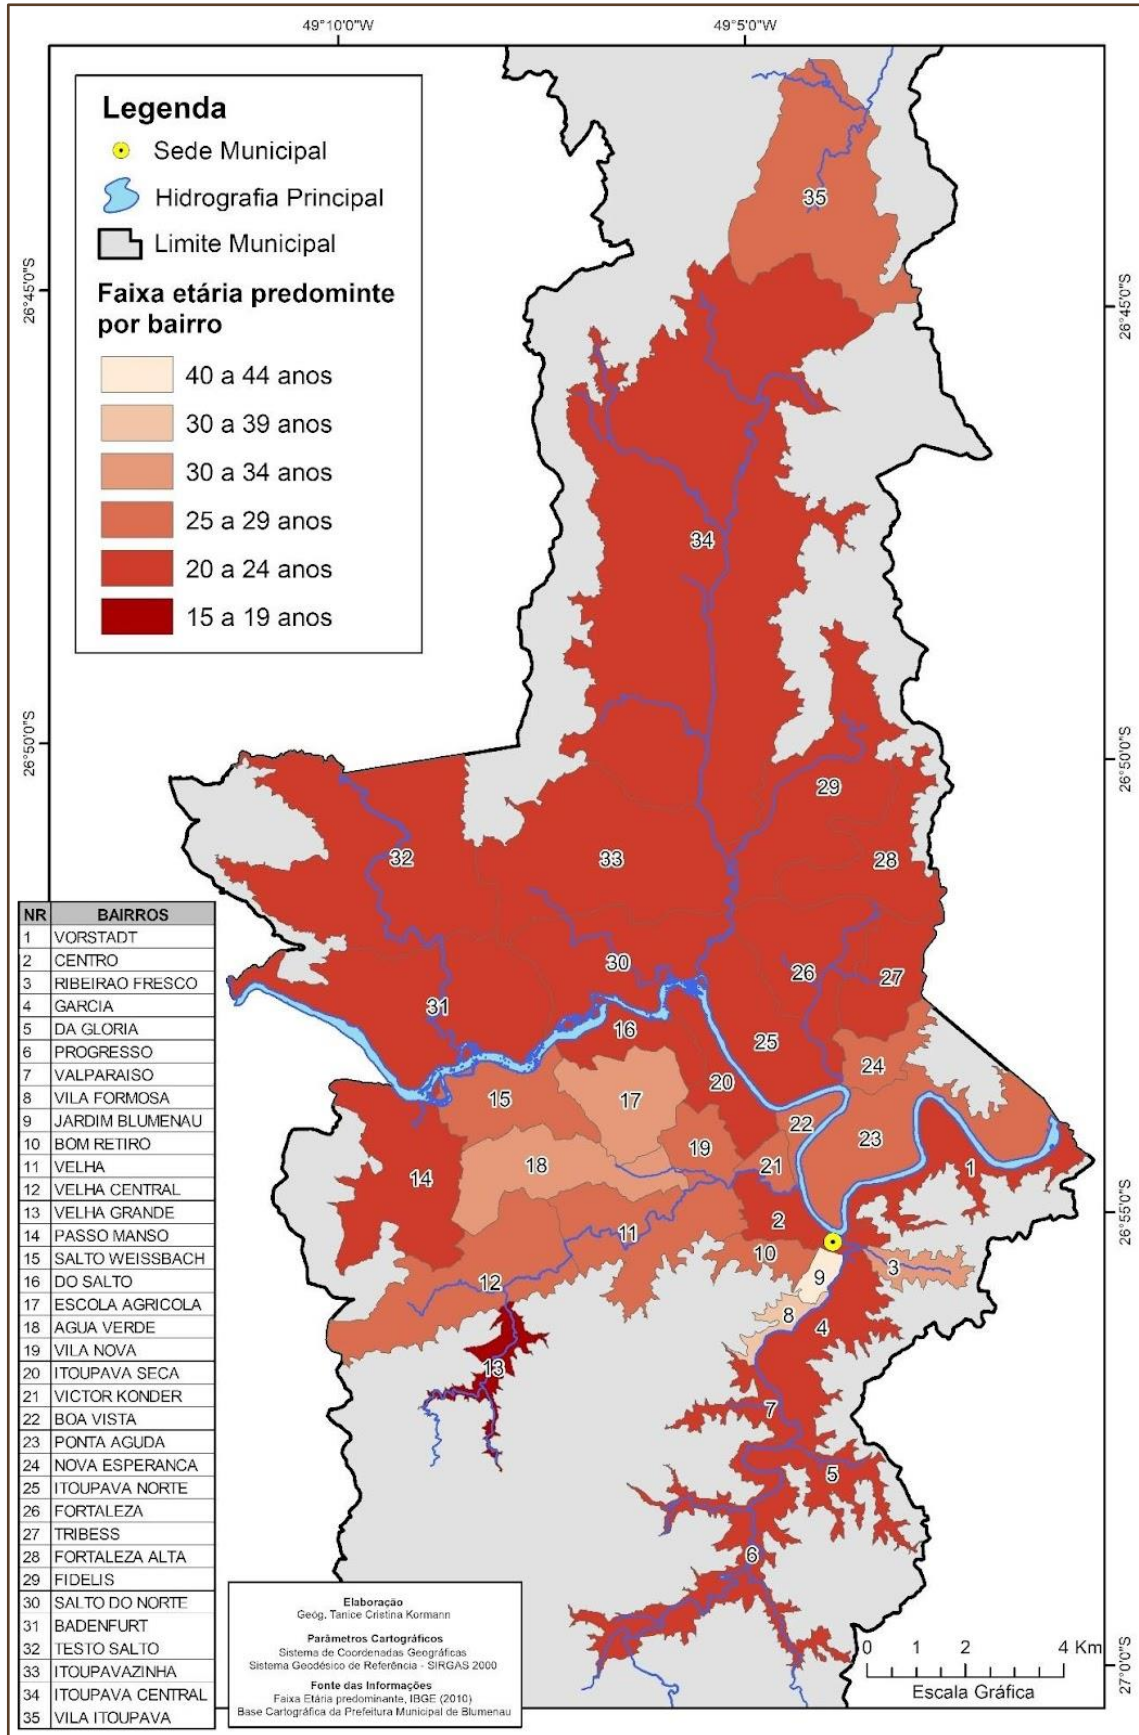 49°10'0"W
49°5'0"W
Legenda
Sede Municipal
Hidrografia Principal
Limite Municipal
Faixa etária predominte
por bairro
40 a 44 anos
30 a 39 anos
30 a 34 anos
25 a 29 anos
20 a 24 anos
15 a 19 anos
26°45'0"S
26°45'0"S
26°50'0"S
26°50'0"S
26°55'0"S
27°0'0"S
35
34
29
28
33
32
30
26
27
31
16
25
24
20
15
17
22
23
19
21
18
14
1
2
11
10
3
9
12
8
4
13
7
5
6
NR BAIRROS
1 VORSTADT
2 CENTRO
3 RIBEIRAO FRESCO
4 GARCIA
5 DA GLORIA
6 PROGRESSO
7 VALPARAISO
8 VILA FORMOSA
9 JARDIM BLUMENAU
10 BOM RETIRO
11 VELHA
12 VELHA CENTRAL
13 VELHA GRANDE
14 PASSO MANSO
15 SALTO WEISSBACH
16 DO SALTO
17 ESCOLA AGRICOLA
18 AGUA VERDE
19 VILA NOVA
20 ITOUPAVA SECA
21 VICTOR KONDER
22 BOA VISTA
23 PONTA AGUDA
24 NOVA ESPERANCA
25 ITOUPAVA NORTE
26 FORTALEZA
27 TRIBESS
28 FORTALEZA ALTA
29 FIDELIS
30 SALTO DO NORTE
31 BADENFURT
32 TESTO SALTO
33 ITOUPAVAZINHA
34 ITOUPAVA CENTRAL
35 VILA ITOUPAVA
Elaboração
Geóg. Tanice Cristina Kormann
Parâmetros Cartográficos
Sistema de Coordenadas Geográficas
Sistema Geodésico de Referência - SIRGAS 2000
Fonte das Informações
Faixa Etária predominante, IBGE (2010)
Base Cartográfica da Prefeitura Municipal de Blumenau
0 1 2 4 Km
Escala Gráfica